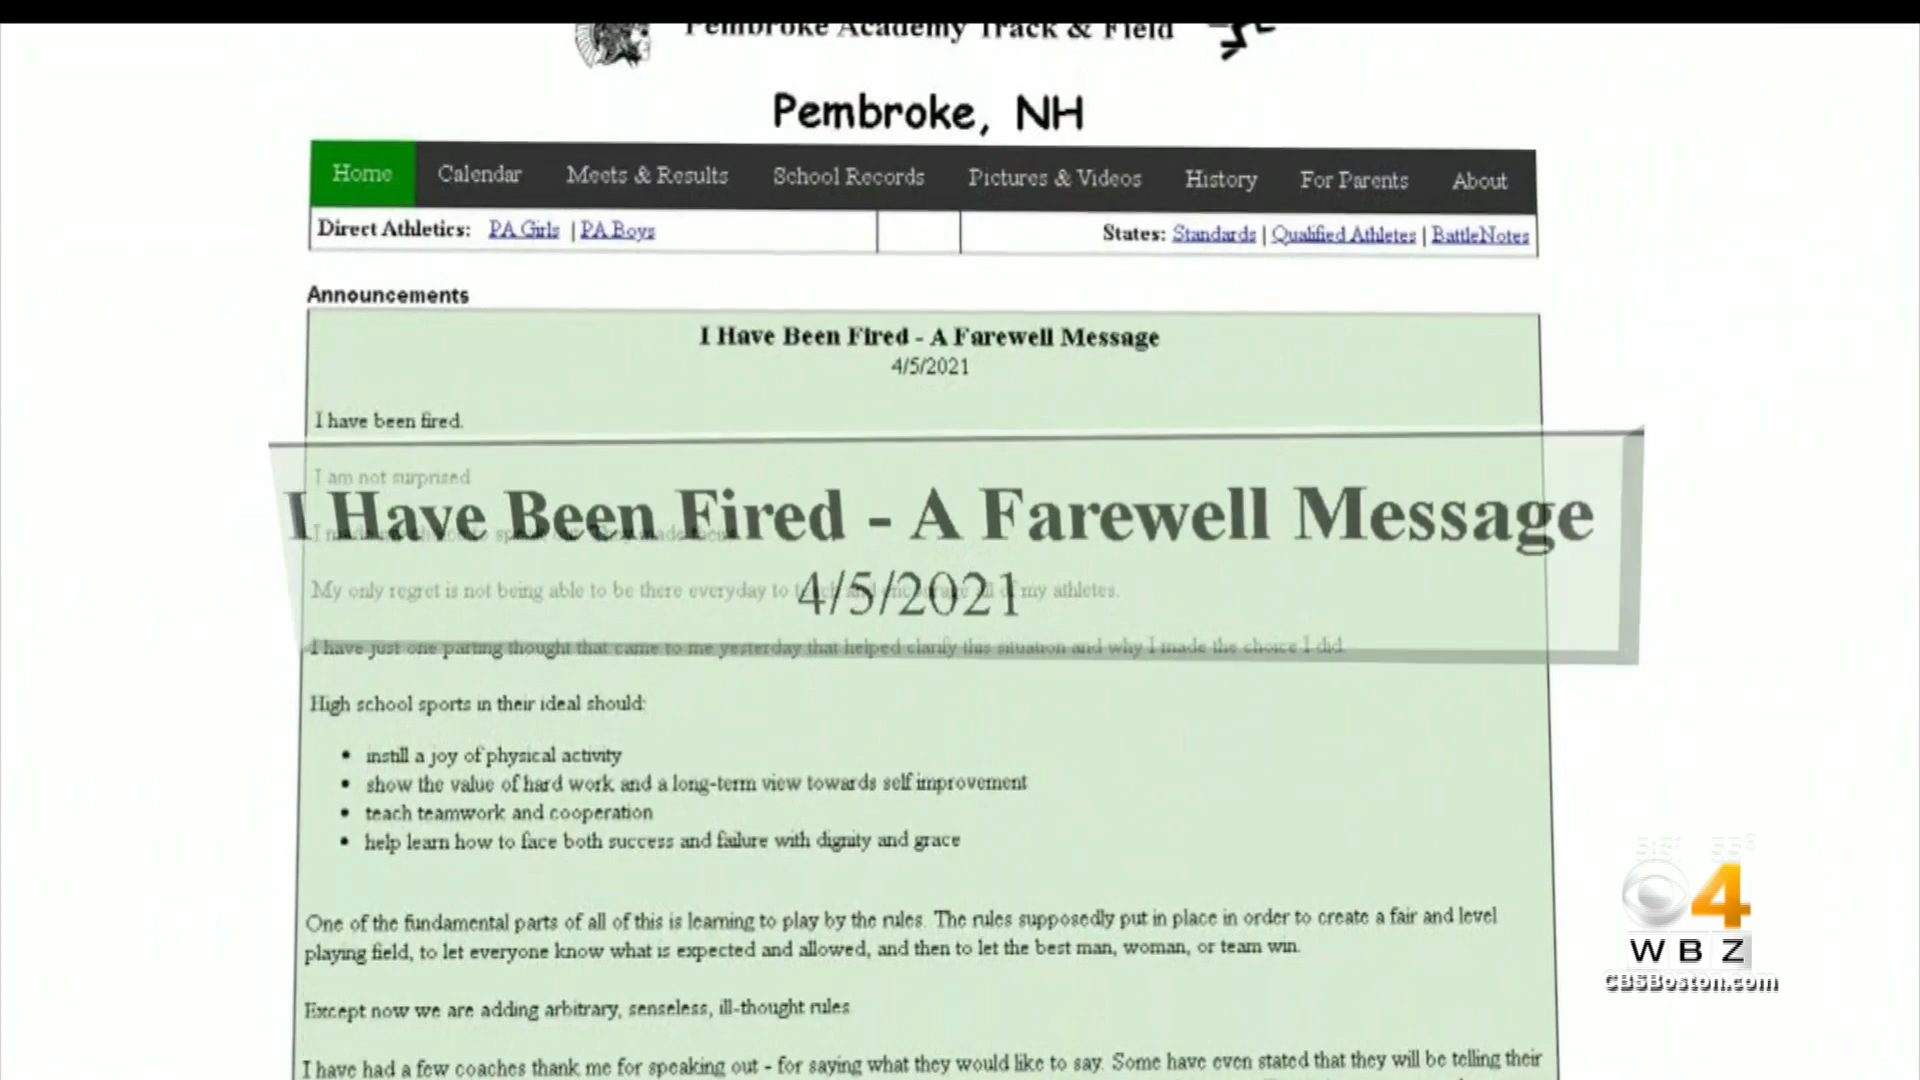 Pembroke Academy Track & Field
Pembroke, NH
Home Calendar Meets & Results School Records Pictures & Videos History For Parents About
Direct Athletics: PA Girls | PA Boys States: Standards | Qualified Athletes | BattleNotes
Announcements
I Have Been Fired - A Farewell Message
4/5/2021
I have been fired.
I am not surprised
I Have Been Fired - A Farewell Message
4/5/2021
My only regret is not being able to be there everyday to teach and encourage all of my athletes.
I have just one parting thought that came to me yesterday that helped clarify this situation and why I made the choice I did.
High school sports in their ideal should:
• instill a joy of physical activity
• show the value of hard work and a long-term view towards self improvement
• teach teamwork and cooperation
• help learn how to face both success and failure with dignity and grace
One of the fundamental parts of all of this is learning to play by the rules. The rules supposedly put in place in order to create a fair and level
playing field, to let everyone know what is expected and allowed, and then to let the best man, woman, or team win.
Except now we are adding arbitrary, senseless, ill-thought rules
I have had a few coaches thank me for speaking out - for saying what they would like to say. Some have even stated that they will be telling their
4
WBZ
CBSBoston.com